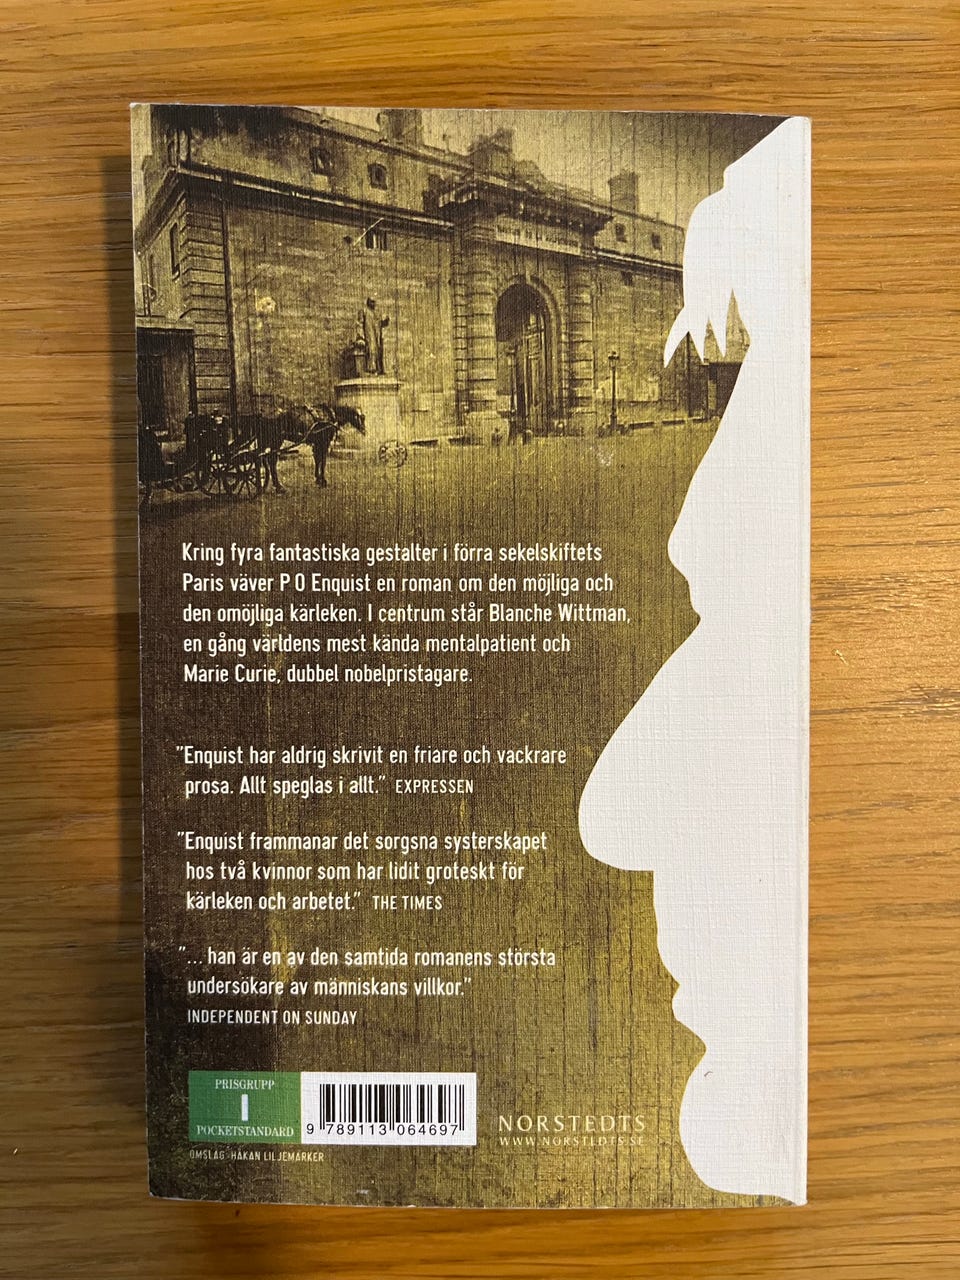 Kring fyra fantastiska gestalter i förra sekelskiftets
Paris väver P O Enquist en roman om den möjliga och
den omöjliga kärleken. I centrum står Blanche Wittman,
en gång världens mest kända mentalpatient och
Marie Curie, dubbel nobelpristagare.
”Enquist har aldrig skrivit en friare och vackrare
prosa. Allt speglas i allt.” EXPRESSEN
”Enquist frammanar det sorgsna systerskapet
hos två kvinnor som har lidit groteskt för
kärleken och arbetet.” THE TIMES
”... han är en av den samtida romanens största
undersökare av människans villkor.”
INDEPENDENT ON SUNDAY
PRISGRUPP
1
POCKETSTANDARD
9 789113 064697
OMSLAG: HÅKAN LILJEMÄRKER
NORSTEDTS
WWW.NORSTEDTS.SE